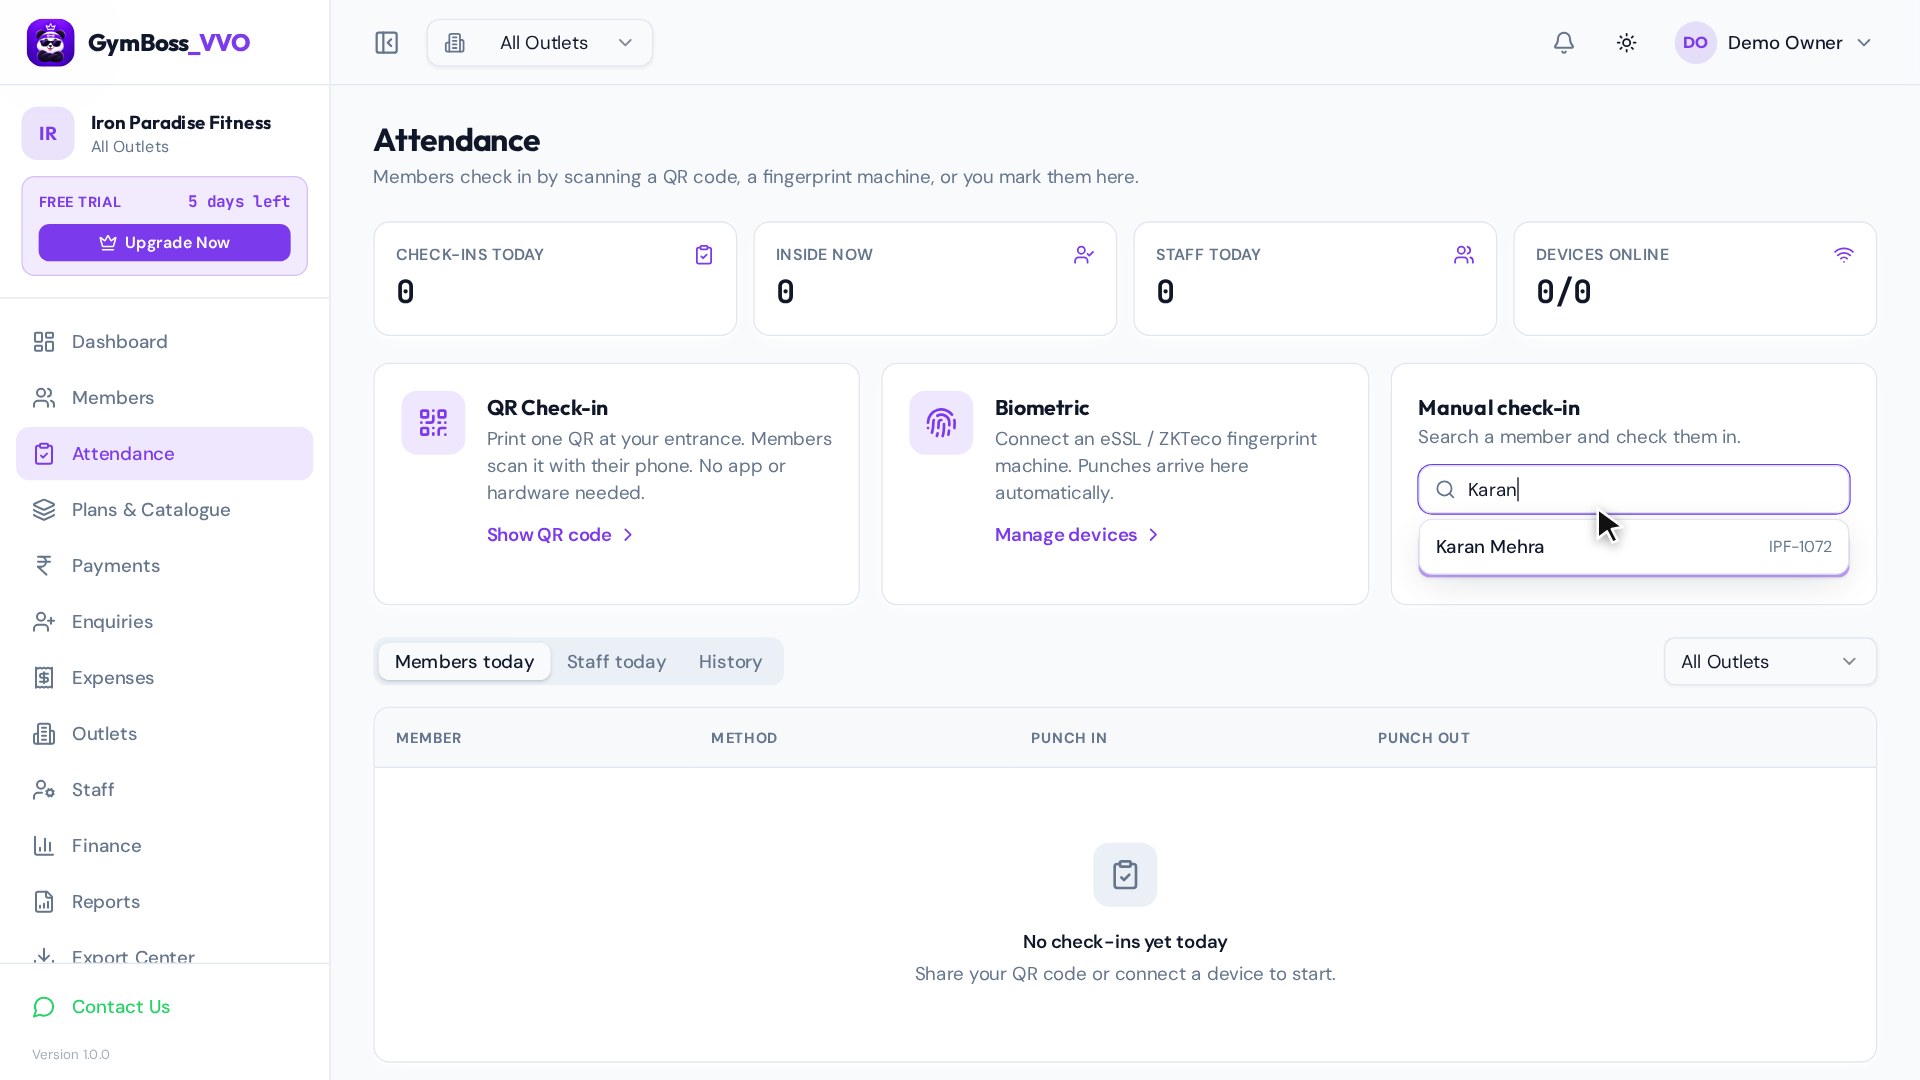 GymBoss_VVO
All Outlets
DO
Demo Owner
IR
Iron Paradise Fitness
All Outlets
FREE TRIAL
5 days left
Upgrade Now
Dashboard
Members
Attendance
Plans & Catalogue
Payments
Enquiries
Expenses
Outlets
Staff
Finance
Reports
Export Center
Contact Us
Version 1.0.0
Attendance
Members check in by scanning a QR code, a fingerprint machine, or you mark them here.
CHECK-INS TODAY
0
INSIDE NOW
0
STAFF TODAY
0
DEVICES ONLINE
0/0
QR Check-in
Print one QR at your entrance. Members
scan it with their phone. No app or
hardware needed.
Show QR code
Biometric
Connect an eSSL / ZKTeco fingerprint
machine. Punches arrive here
automatically.
Manage devices
Manual check-in
Search a member and check them in.
Karan
Karan Mehra
IPF-1072
Members today
Staff today
History
All Outlets
MEMBER
METHOD
PUNCH IN
PUNCH OUT
No check-ins yet today
Share your QR code or connect a device to start.